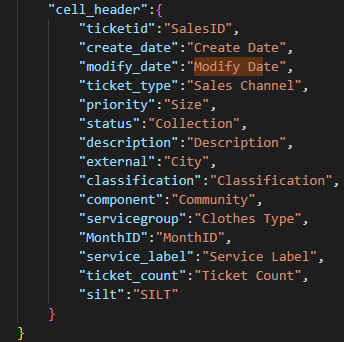 "cell_header":{
"ticketid":"SalesID",
"create_date":"Create Date",
"modify_date":"Modify Date",
"ticket_type":"Sales Channel",
"priority":"Size",
"status":"Collection",
"description":"Description",
"external":"City",
"classification":"Classification",
"component":"Community",
"servicegroup":"Clothes Type",
"MonthID":"MonthID",
"service_label":"Service Label",
"ticket_count":"Ticket Count",
"silt":"SILT"
}
}